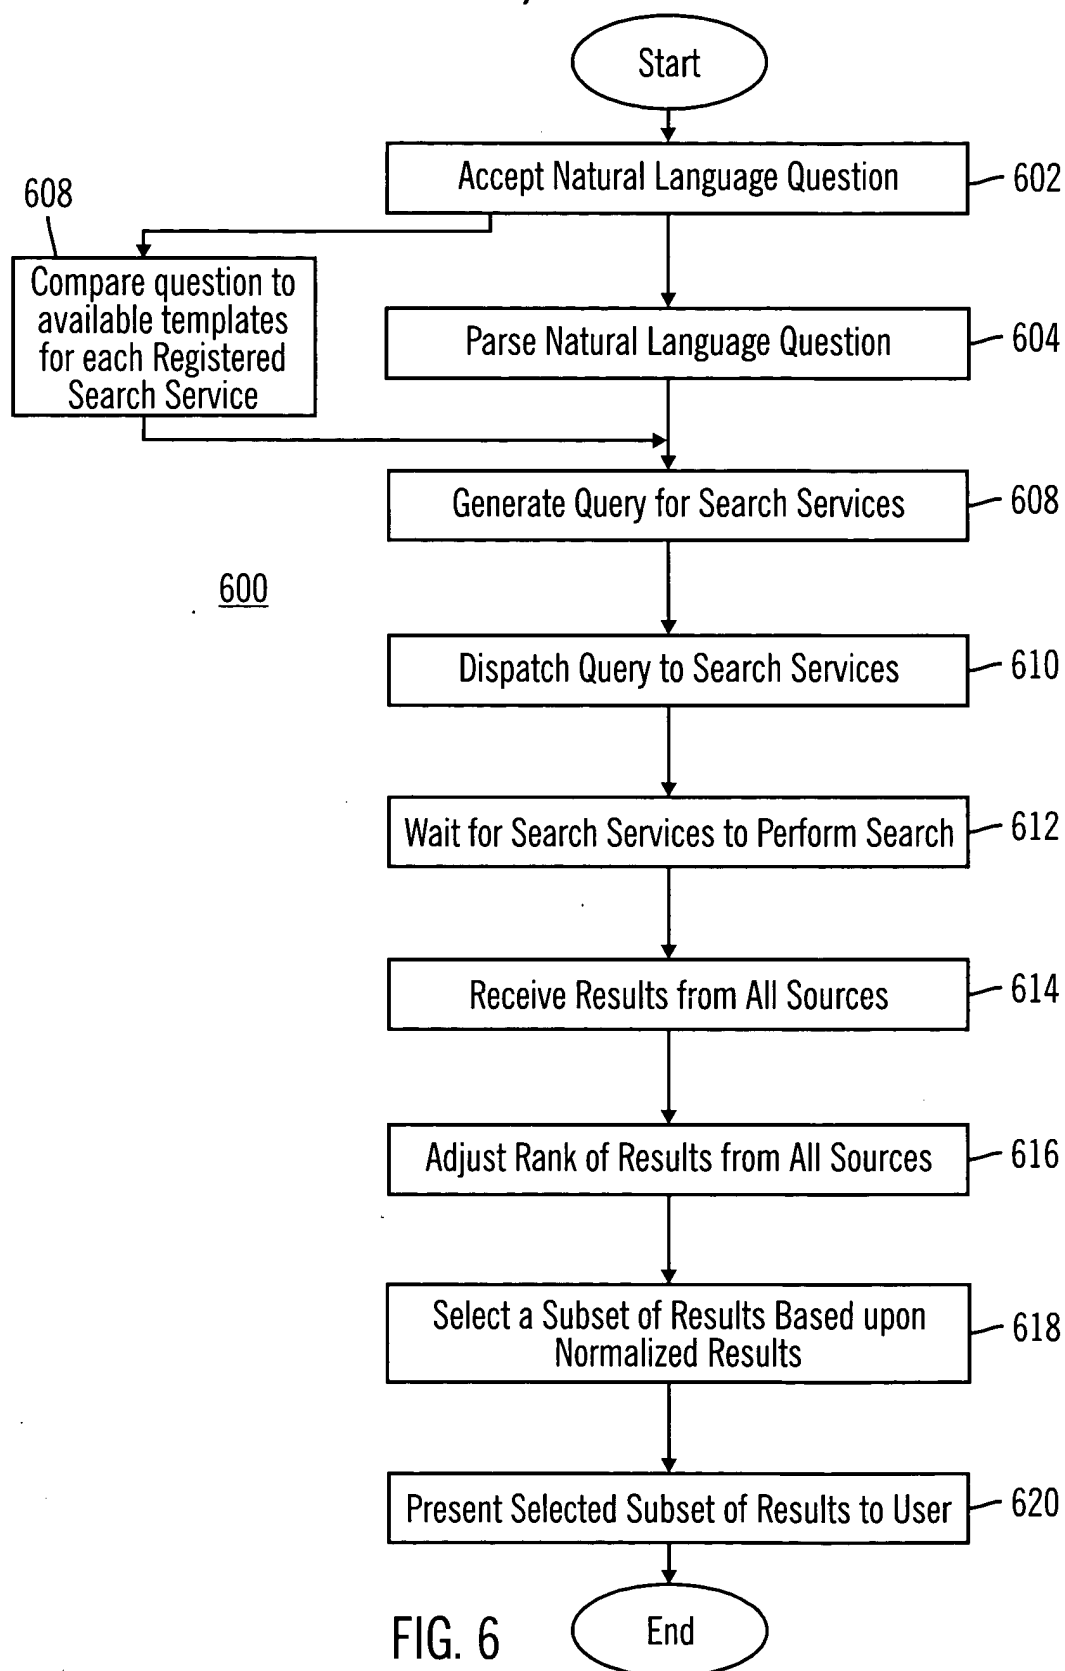 Start
Accept Natural Language Question
602
608
Compare question to
available templates
for each Registered
Search Service
Parse Natural Language Question
604
Generate Query for Search Services
608
600
Dispatch Query to Search Services
610
Wait for Search Services to Perform Search
612
Receive Results from All Sources
614
Adjust Rank of Results from All Sources
616
Select a Subset of Results Based upon
Normalized Results
618
Present Selected Subset of Results to User
620
End
FIG. 6